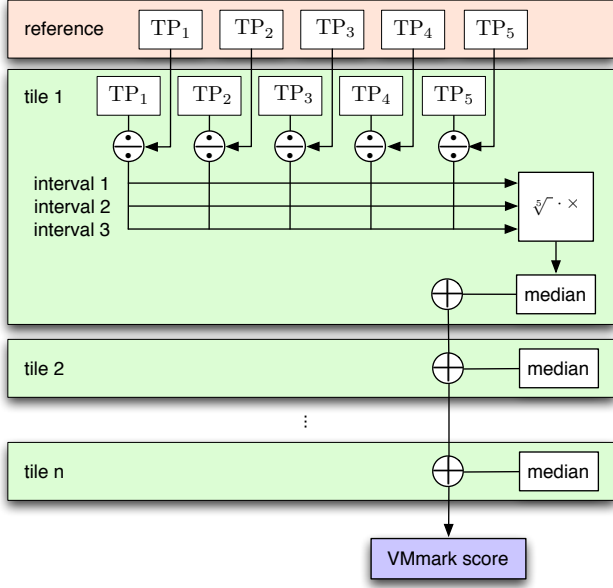 reference TP1 TP2 TP3 TP4 TP5
tile 1 TP1 TP2 TP3 TP4 TP5
interval 1
interval 2
interval 3
⁵√‾ · ×
median
tile 2 median
⋮
tile n median
VMmark score